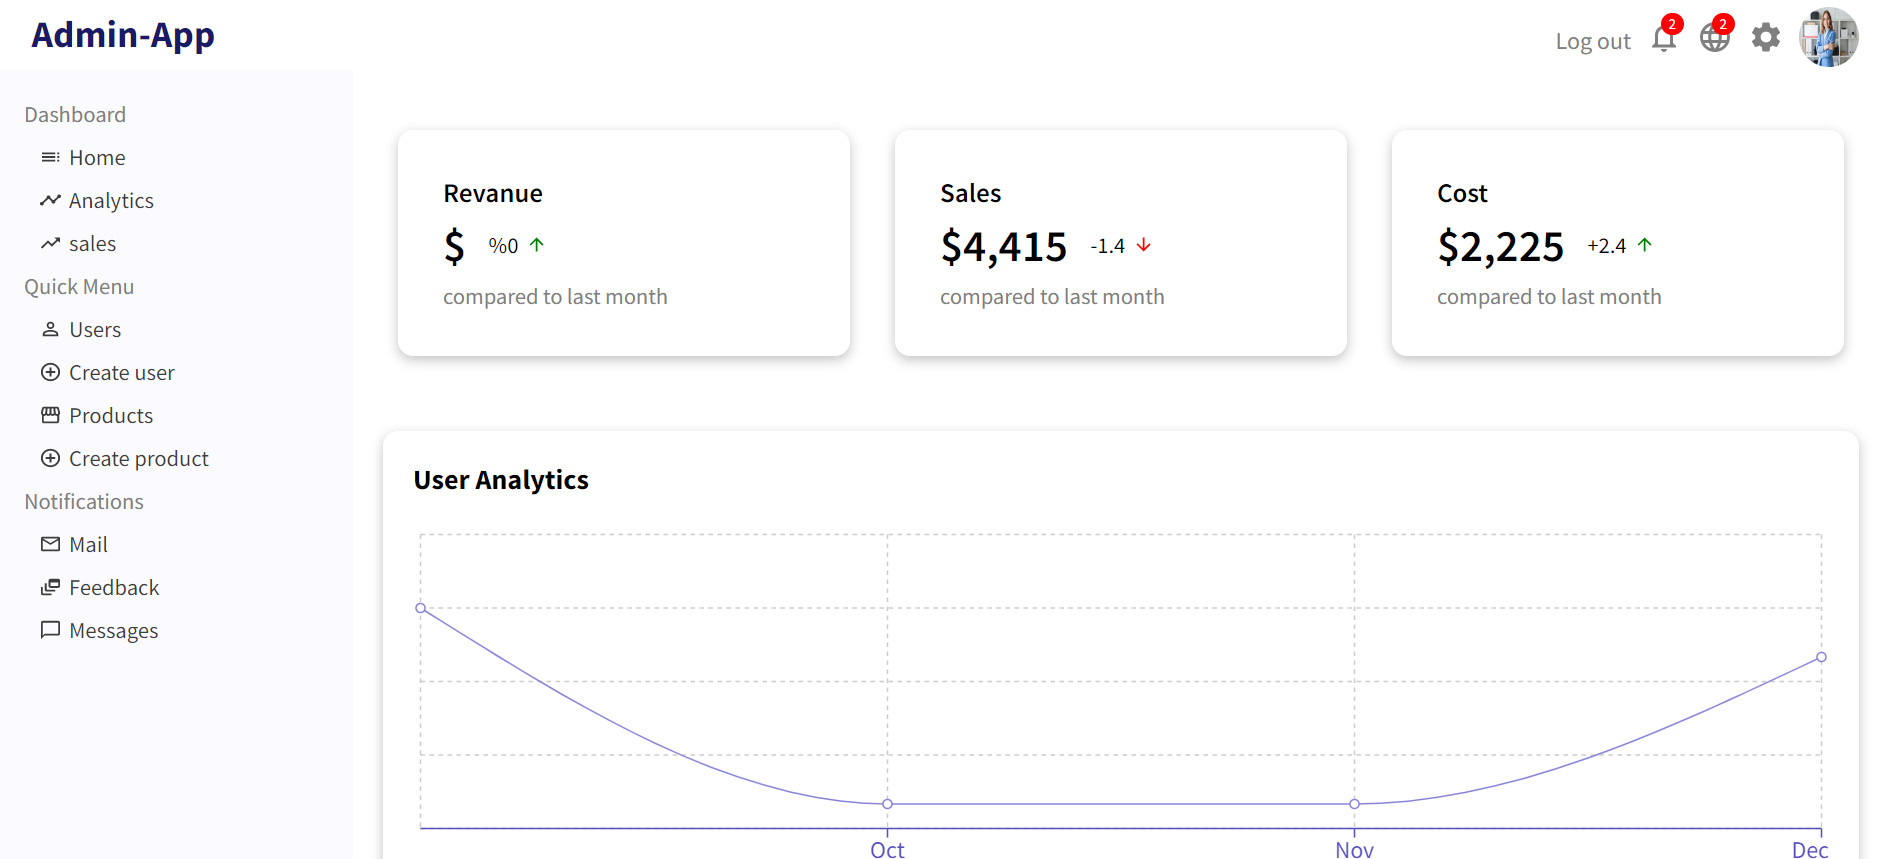 Admin-App
Log out
2
2
Dashboard
Home
Analytics
sales
Quick Menu
Users
Create user
Products
Create product
Notifications
Mail
Feedback
Messages
Revanue
$ %0
compared to last month
Sales
$4,415 -1.4
compared to last month
Cost
$2,225 +2.4
compared to last month
User Analytics
Oct Nov Dec